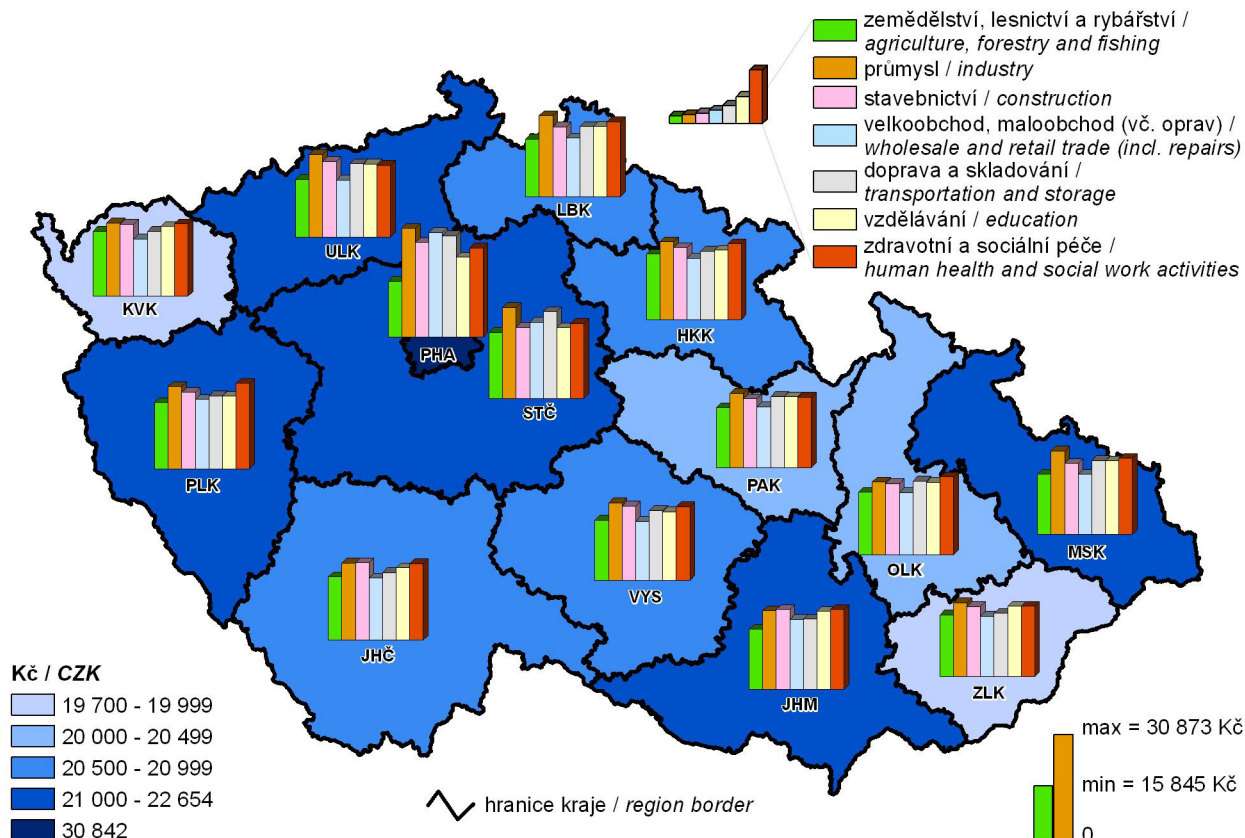 zemědělství, lesnictví a rybářství /
agriculture, forestry and fishing
průmysl / industry
stavebnictví / construction
velkoobchod, maloobchod (vč. oprav) /
wholesale and retail trade (incl. repairs)
doprava a skladování /
transportation and storage
vzdělávání / education
zdravotní a sociální péče /
human health and social work activities
LBK
ULK
KVK
HKK
PHA
STČ
PLK
PAK
MSK
OLK
VYS
JHČ
ZLK
JHM
Kč / CZK
19 700 - 19 999
20 000 - 20 499
20 500 - 20 999
21 000 - 22 654
30 842
hranice kraje / region border
max = 30 873 Kč
min = 15 845 Kč
0